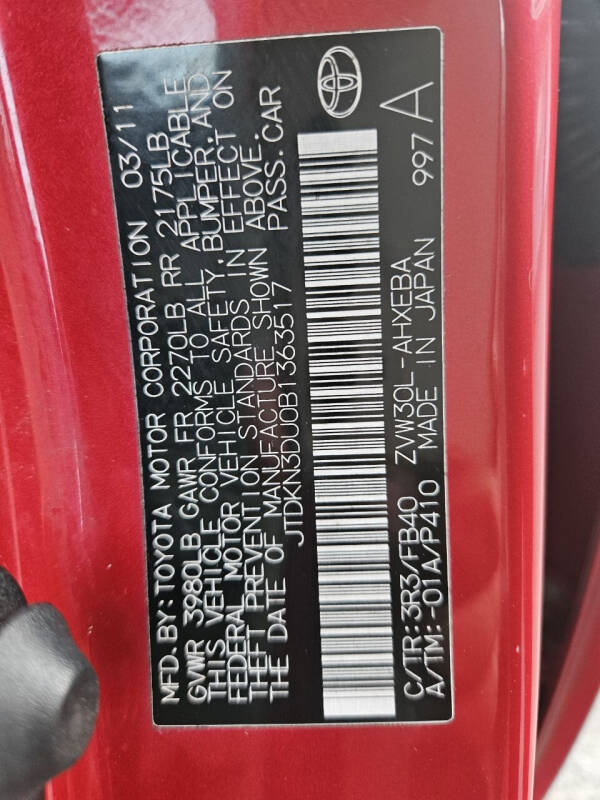 MFD.BY:TOYOTA MOTOR CORPORATION 03/11
GVWR 3980LB GAWR FR 2270LB RR 2175LB
THIS VEHICLE CONFORMS TO ALL APPLICABLE
FEDERAL MOTOR VEHICLE SAFETY,BUMPER,AND
THEFT PREVENTION STANDARDS IN EFFECT ON
THE DATE OF MANUFACTURE SHOWN ABOVE.
JTDKN3DU0B1363517 PASS.CAR
C/TR:3R3/FB40 ZVW30L-AHXEBA 997
A/TM:-01A/P410 MADE IN JAPAN A